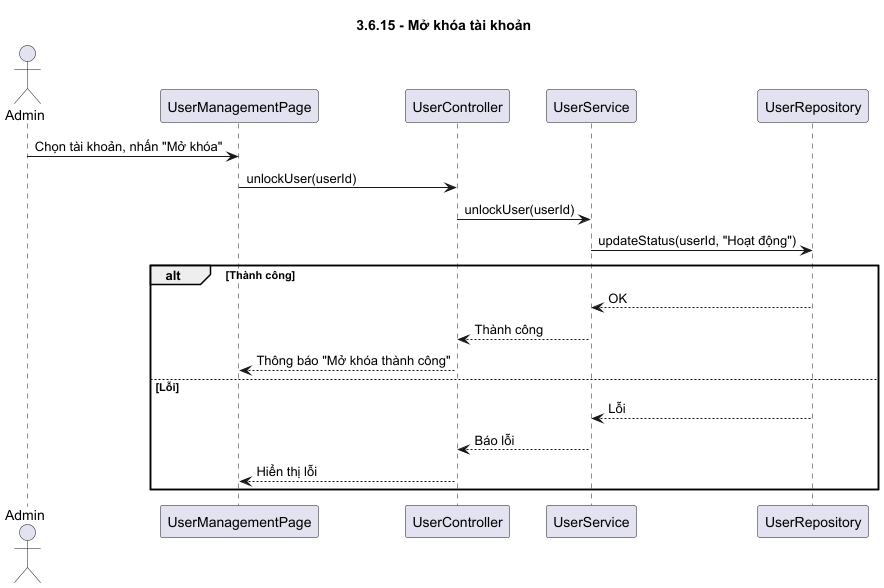 3.6.15 - Mở khóa tài khoản
Admin
UserManagementPage
UserController
UserService
UserRepository
Chọn tài khoản, nhấn "Mở khóa"
unlockUser(userId)
unlockUser(userId)
updateStatus(userId, "Hoạt động")
alt
[Thành công]
OK
Thành công
Thông báo "Mở khóa thành công"
[Lỗi]
Lỗi
Báo lỗi
Hiển thị lỗi
Admin
UserManagementPage
UserController
UserService
UserRepository